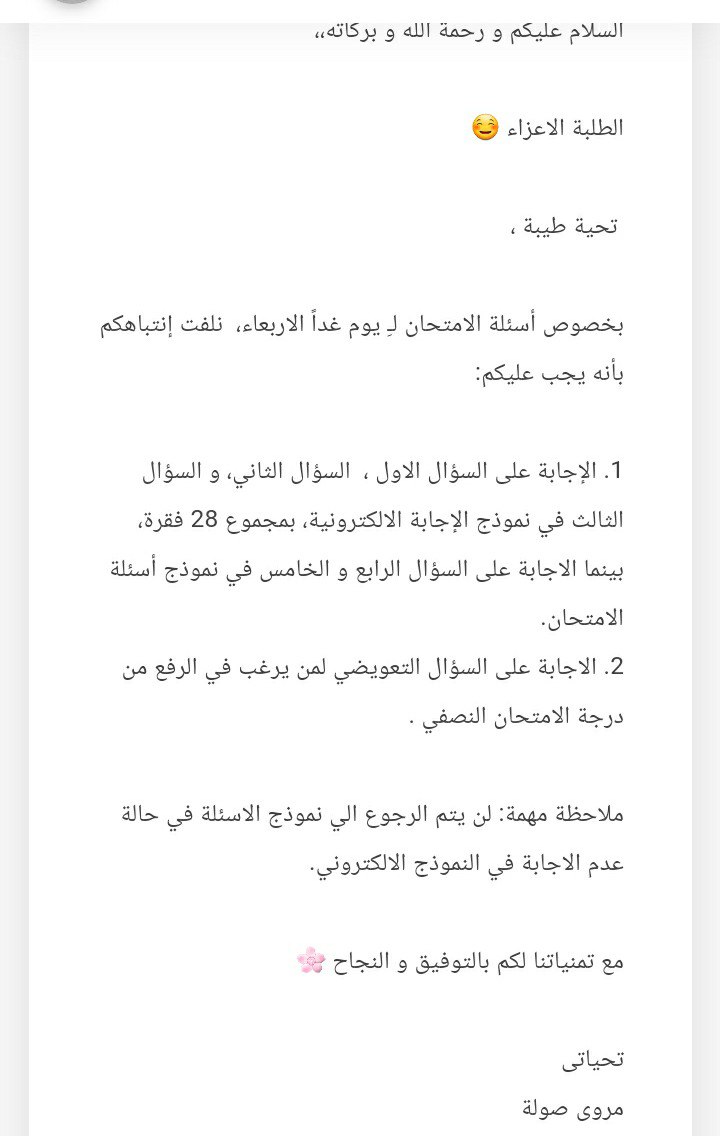 السلام عليكم و رحمة الله و بركاته،،
الطلبة الاعزاء 😊
تحية طيبة ،
بخصوص أسئلة الامتحان لـِ يوم غداً الاربعاء، نلفت إنتباهكم
بأنه يجب عليكم:
1. الإجابة على السؤال الاول ، السؤال الثاني، و السؤال
الثالث في نموذج الإجابة الالكترونية، بمجموع 28 فقرة،
بينما الاجابة على السؤال الرابع و الخامس في نموذج أسئلة
الامتحان.
2. الاجابة على السؤال التعويضي لمن يرغب في الرفع من
درجة الامتحان النصفي .
ملاحظة مهمة: لن يتم الرجوع الي نموذج الاسئلة في حالة
عدم الاجابة في النموذج الالكتروني.
مع تمنياتنا لكم بالتوفيق و النجاح 🌸
تحياتى
مروى صولة